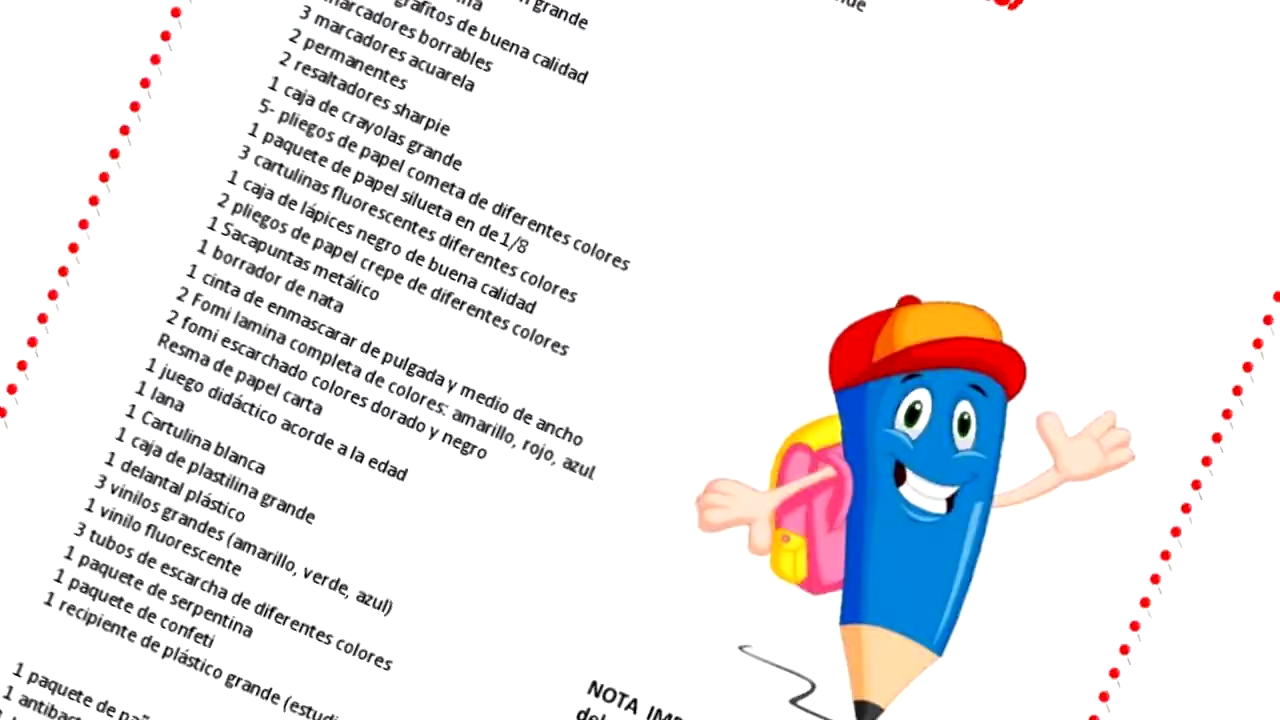 grande
grafitos de buena calidad
marcadores borrables
3 marcadores acuarela
2 permanentes
2 resaltadores sharpie
1 caja de crayolas grande
5- pliegos de papel cometa de diferentes colores
1 paquete de papel silueta en de 1/8
3 cartulinas fluorescentes diferentes colores
1 caja de lápices negro de buena calidad
2 pliegos de papel crepe de diferentes colores
1 Sacapuntas metálico
1 borrador de nata
1 cinta de enmascarar de pulgada y medio de ancho
2 Fomi lamina completa de colores: amarillo, rojo, azul
2 fomi escarchado colores dorado y negro
Resma de papel carta
1 juego didáctico acorde a la edad
1 lana
1 Cartulina blanca
1 caja de plastilina grande
1 delantal plástico
3 vinilos grandes (amarillo, verde, azul)
1 vinilo fluorescente
3 tubos de escarcha de diferentes colores
1 paquete de serpentina
1 paquete de confeti
1 recipiente de plástico grande
1 paquete de
1
NOTA